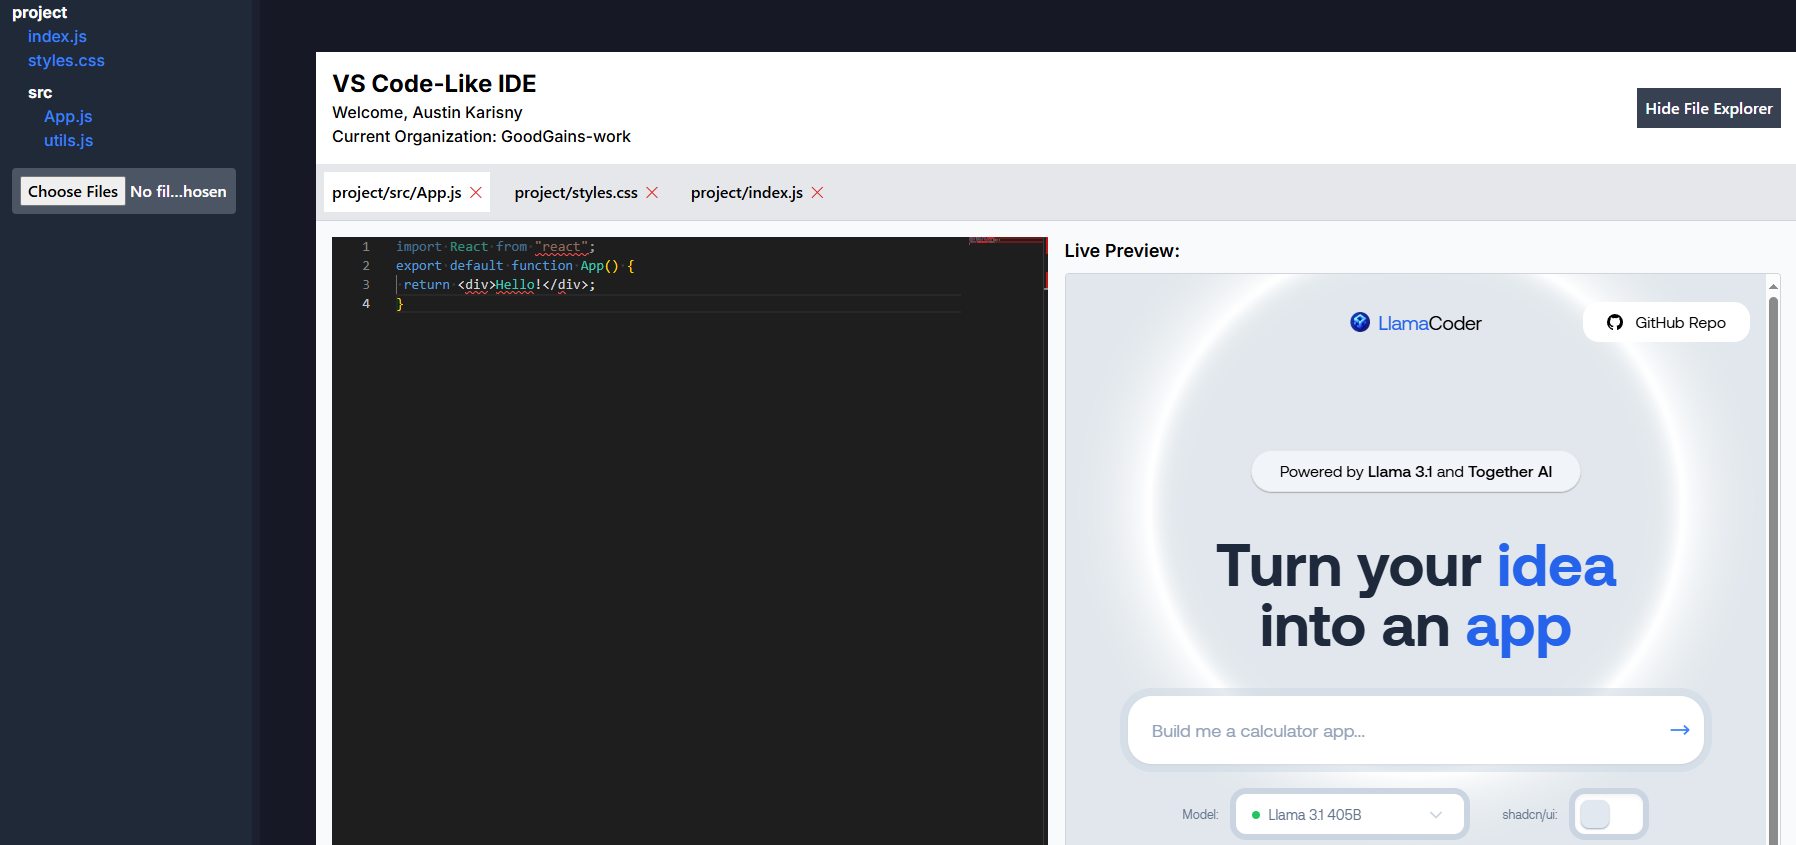 project
index.js
styles.css
src
App.js
utils.js
Choose Files No fil...hosen
VS Code-Like IDE
Welcome, Austin Karisny
Current Organization: GoodGains-work
Hide File Explorer
project/src/App.js
project/styles.css
project/index.js
1 import React from "react";
2 export default function App() {
3 return <div>Hello!</div>;
4 }
Live Preview:
LlamaCoder
GitHub Repo
Powered by Llama 3.1 and Together AI
Turn your idea
into an app
Build me a calculator app...
Model: Llama 3.1 405B
shadcn/ui: